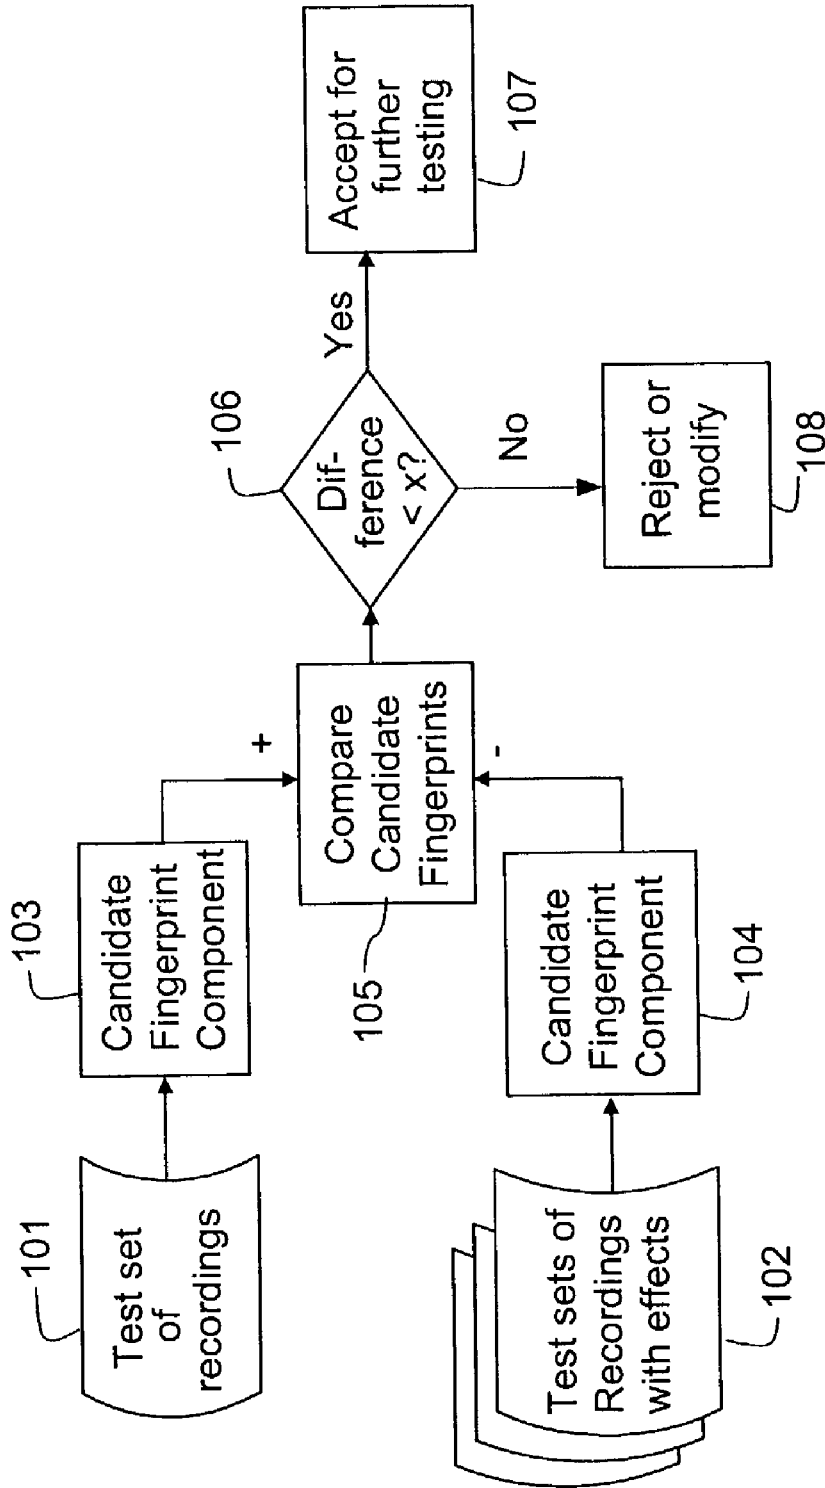 101
Test set
of
recordings
103
Candidate
Fingerprint
Component
+
102
Test sets of
Recordings
with effects
104
Candidate
Fingerprint
Component
-
105
Compare
Candidate
Fingerprints
106
Dif-
ference
< x?
Yes
No
107
Accept for
further
testing
108
Reject or
modify